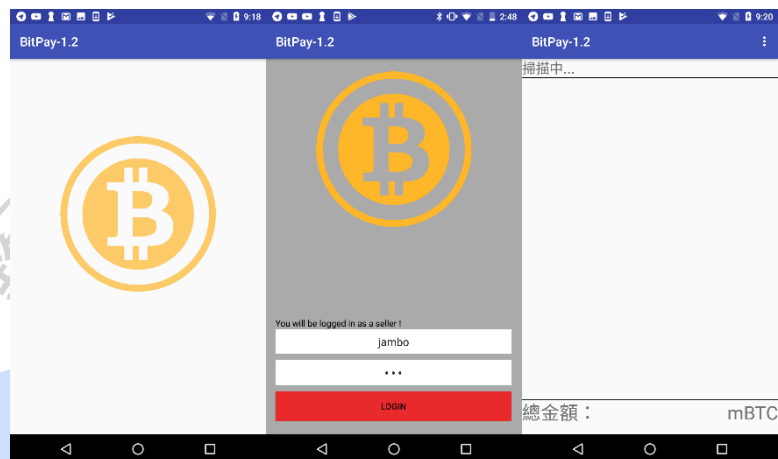 9:18
BitPay-1.2
2:48
BitPay-1.2
You will be logged in as a seller !
jambo
LOGIN
9:20
BitPay-1.2
掃描中...
總金額： mBTC